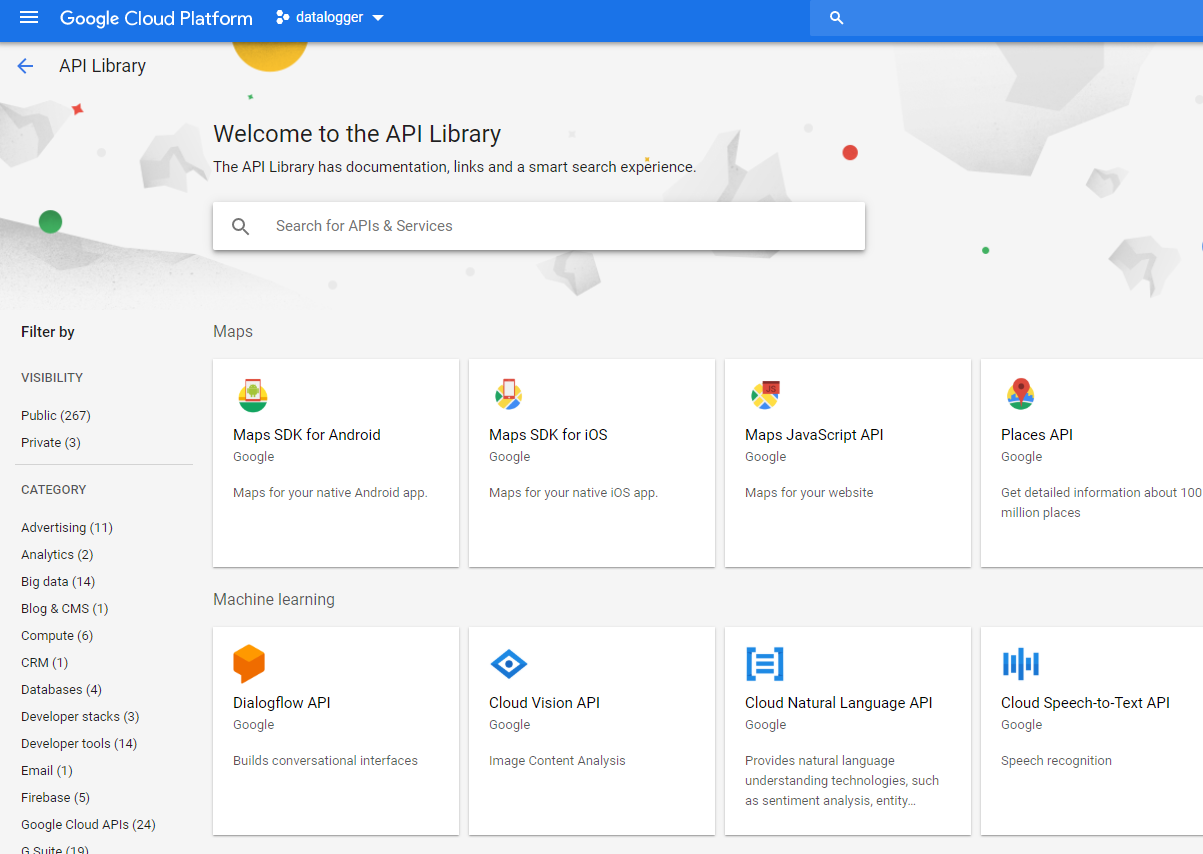 Google Cloud Platform
datalogger
API Library
Welcome to the API Library
The API Library has documentation, links and a smart search experience.
Search for APIs & Services
Filter by
VISIBILITY
Public (267)
Private (3)
CATEGORY
Advertising (11)
Analytics (2)
Big data (14)
Blog & CMS (1)
Compute (6)
CRM (1)
Databases (4)
Developer stacks (3)
Developer tools (14)
Email (1)
Firebase (5)
Google Cloud APIs (24)
G Suite (19)
Maps
Maps SDK for Android
Google
Maps for your native Android app.
Maps SDK for iOS
Google
Maps for your native iOS app.
JS
Maps JavaScript API
Google
Maps for your website
Places API
Google
Get detailed information about 100
million places
Machine learning
Dialogflow API
Google
Builds conversational interfaces
Cloud Vision API
Google
Image Content Analysis
Cloud Natural Language API
Google
Provides natural language
understanding technologies, such
as sentiment analysis, entity...
Cloud Speech-to-Text API
Google
Speech recognition